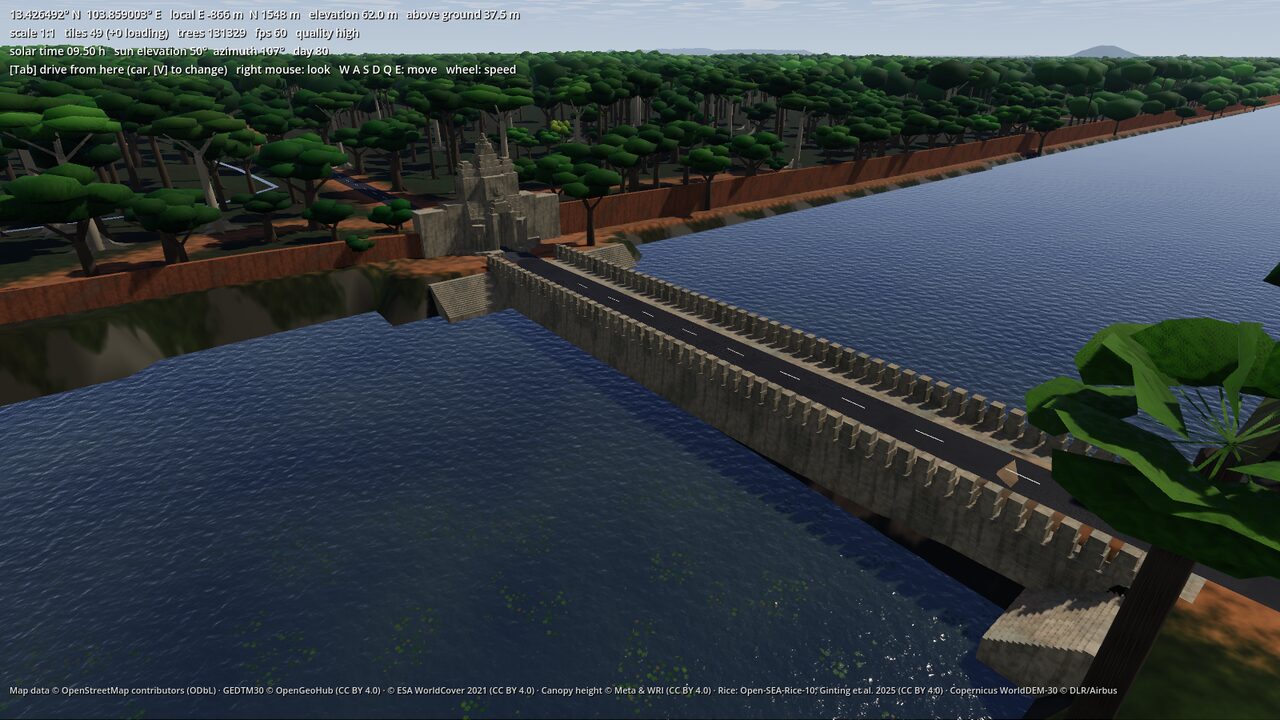 13.426492° N  103.859003° E   local E -866 m  N 1548 m   elevation 62.0 m   above ground 37.5 m
scale 1:1   tiles 49 (+0 loading)   trees 131329   fps 60   quality high
solar time 09.50 h   sun elevation 50°  azimuth 107°  day 80
[Tab] drive from here (car, [V] to change)   right mouse: look   W A S D Q E: move   wheel: speed
Map data © OpenStreetMap contributors (ODbL) · GEDTM30 © OpenGeoHub (CC BY 4.0) · © ESA WorldCover 2021 (CC BY 4.0) · Canopy height © Meta & WRI (CC BY 4.0) · Rice: Open-SEA-Rice-10, Ginting et al. 2025 (CC BY 4.0) · Copernicus WorldDEM-30 © DLR/Airbus